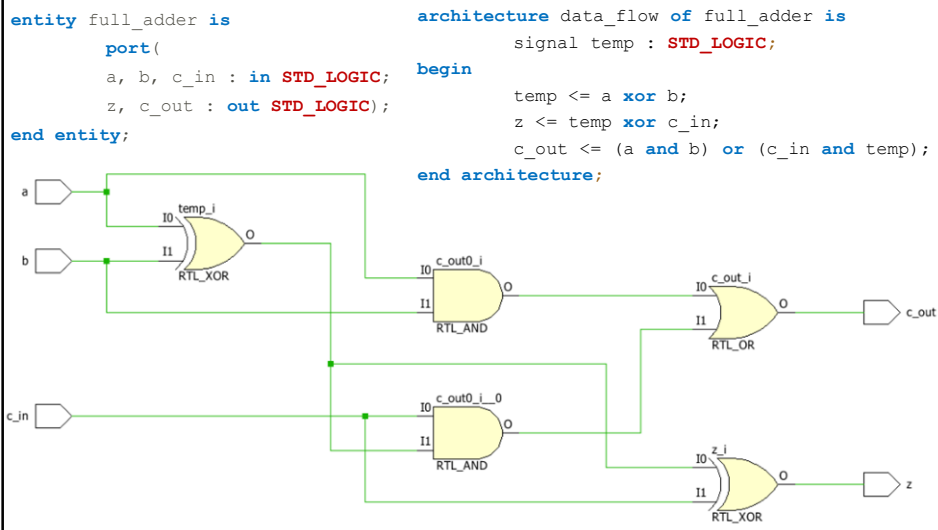 entity full_adder is
port(
a, b, c_in : in STD_LOGIC;
z, c_out : out STD_LOGIC);
end entity;
architecture data_flow of full_adder is
signal temp : STD_LOGIC;
begin
temp <= a xor b;
z <= temp xor c_in;
c_out <= (a and b) or (c_in and temp);
end architecture;
a
temp_i
I0
O
I1
RTL_XOR
b
c_out0_i
I0
O
I1
RTL_AND
c_out_i
I0
O
I1
RTL_OR
c_out
c_in
c_out0_i__0
I0
O
I1
RTL_AND
z_i
I0
O
I1
RTL_XOR
z